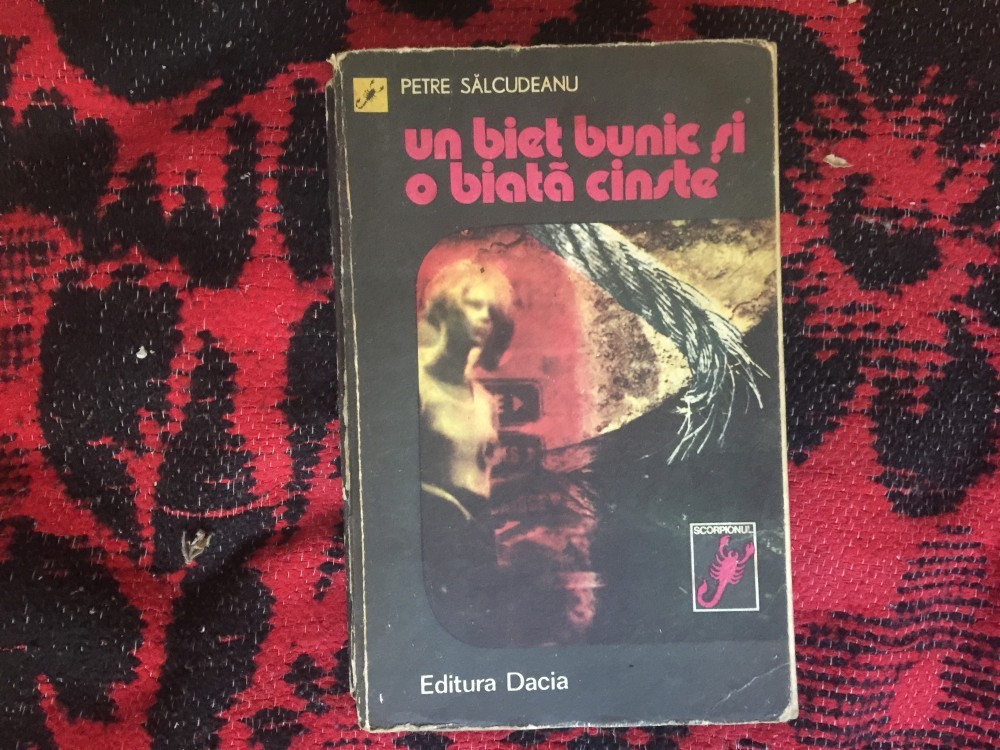 PETRE SĂLCUDEANU
un biet bunic și
o biată cinste
SCORPIONUL
Editura Dacia